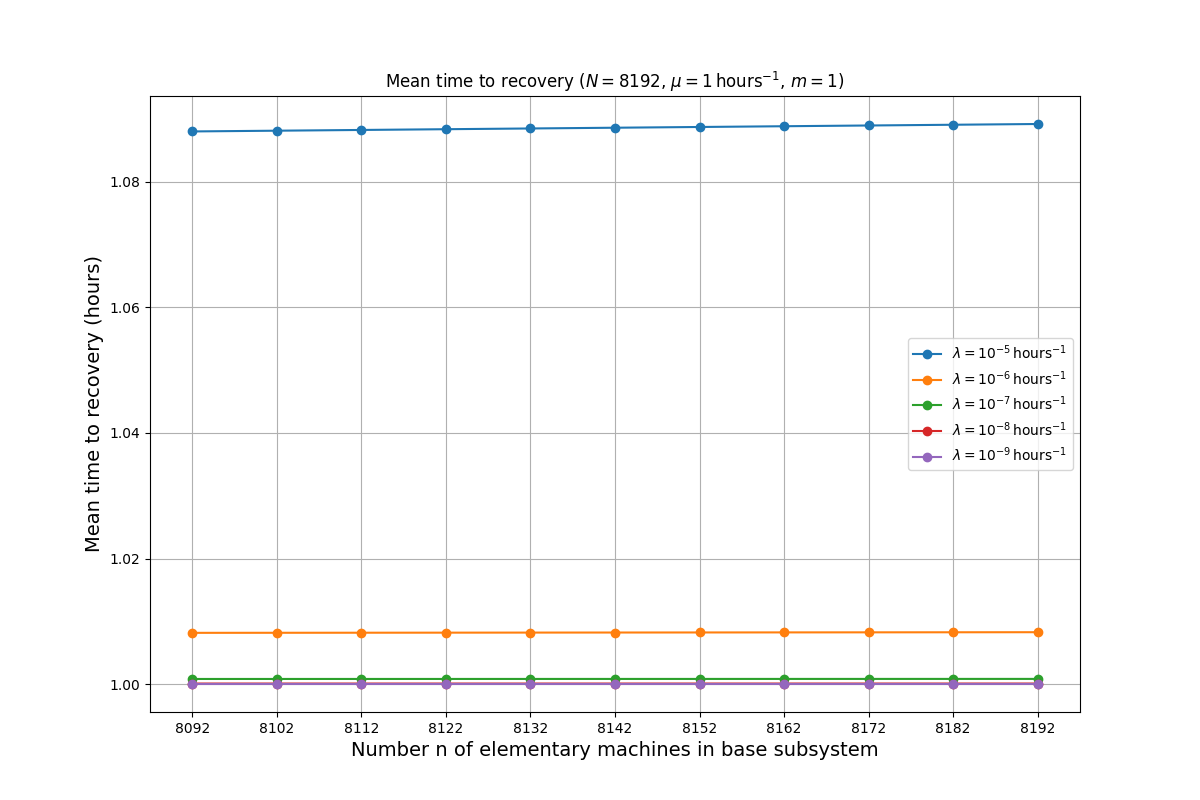 Mean time to recovery (N = 8192, μ = 1 hours⁻¹, m = 1)
Mean time to recovery (hours)
1.08
1.06
1.04
1.02
1.00
λ = 10⁻⁵ hours⁻¹
λ = 10⁻⁶ hours⁻¹
λ = 10⁻⁷ hours⁻¹
λ = 10⁻⁸ hours⁻¹
λ = 10⁻⁹ hours⁻¹
8092 8102 8112 8122 8132 8142 8152 8162 8172 8182 8192
Number n of elementary machines in base subsystem